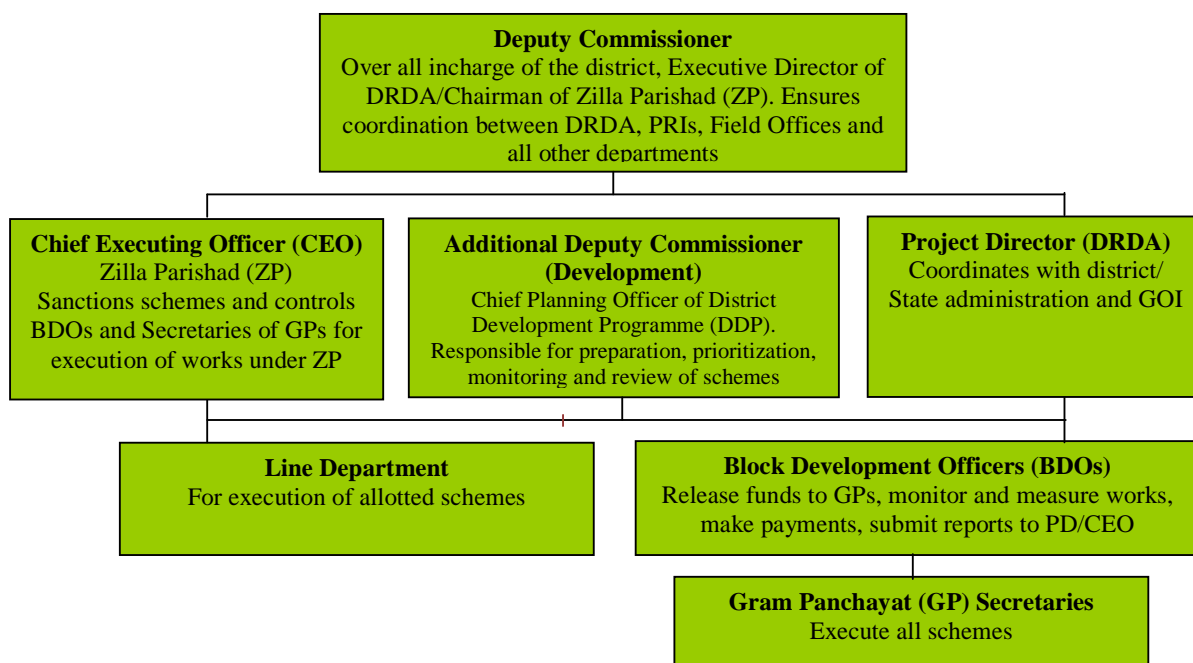 Deputy Commissioner
Over all incharge of the district, Executive Director of
DRDA/Chairman of Zilla Parishad (ZP). Ensures
coordination between DRDA, PRIs, Field Offices and
all other departments
Chief Executing Officer (CEO)
Zilla Parishad (ZP)
Sanctions schemes and controls
BDOs and Secretaries of GPs for
execution of works under ZP
Additional Deputy Commissioner
(Development)
Chief Planning Officer of District
Development Programme (DDP).
Responsible for preparation, prioritization,
monitoring and review of schemes
Project Director (DRDA)
Coordinates with district/
State administration and GOI
Line Department
For execution of allotted schemes
Block Development Officers (BDOs)
Release funds to GPs, monitor and measure works,
make payments, submit reports to PD/CEO
Gram Panchayat (GP) Secretaries
Execute all schemes